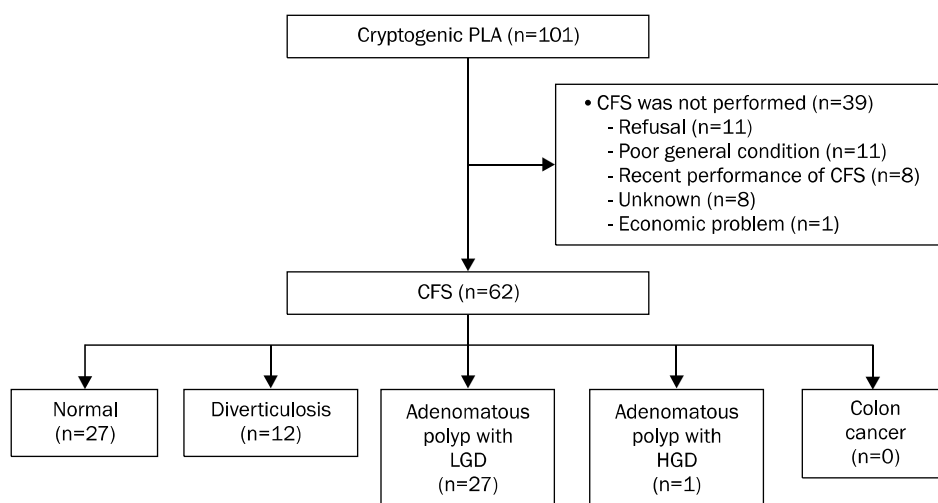 Cryptogenic PLA (n=101)
• CFS was not performed (n=39)
- Refusal (n=11)
- Poor general condition (n=11)
- Recent performance of CFS (n=8)
- Unknown (n=8)
- Economic problem (n=1)
CFS (n=62)
Normal
(n=27)
Diverticulosis
(n=12)
Adenomatous
polyp with
LGD
(n=27)
Adenomatous
polyp with
HGD
(n=1)
Colon
cancer
(n=0)